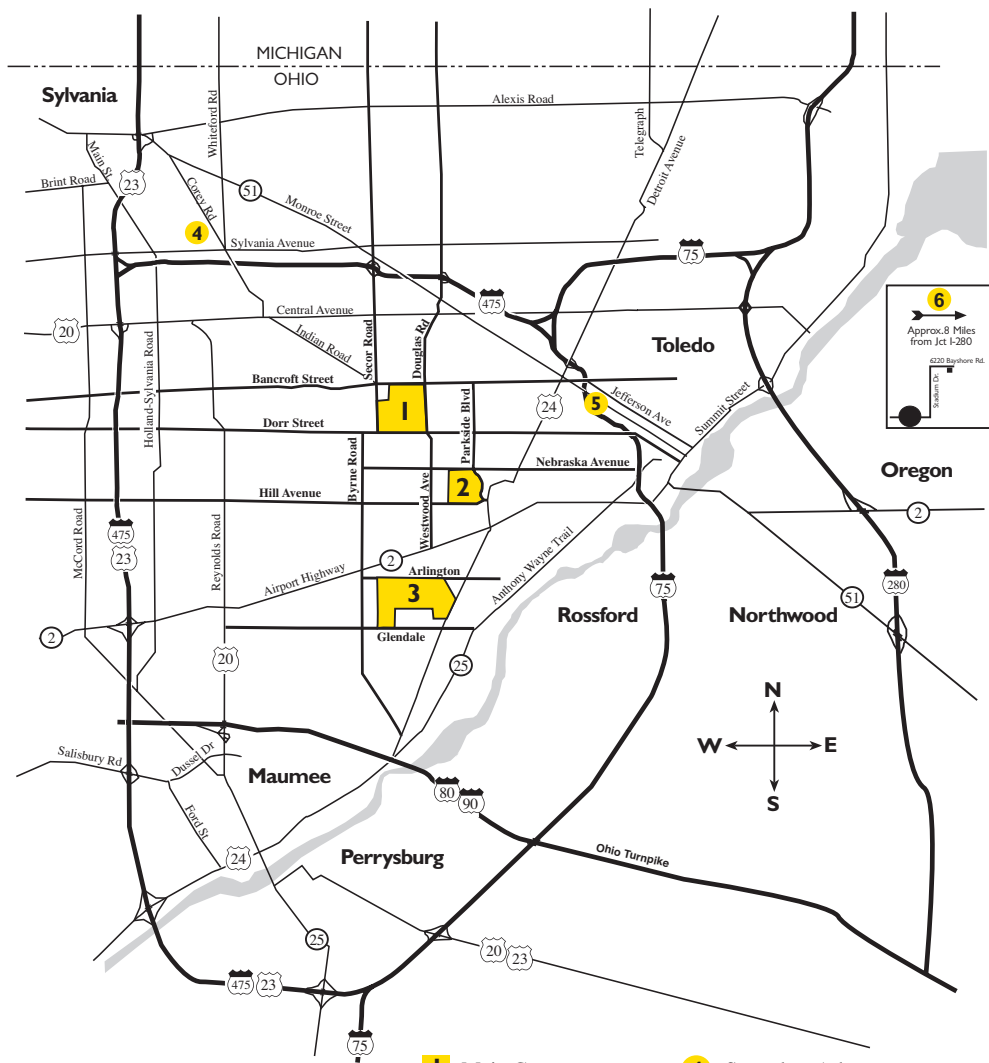 MICHIGAN
OHIO
Sylvania
Whiteford Rd
Alexis Road
Telegraph
Detroit Avenue
Main St.
Brint Road
23
Corey Rd
51
Monroe Street
4
Sylvania Avenue
75
475
Central Avenue
20
Indian Road
Secor Road
Douglas Rd
Toledo
6
Approx.8 Miles
from Jct I-280
6220 Bayshore Rd.
Stadium Dr.
Bancroft Street
Holland-Sylvania Road
1
Parkside Blvd
24
5
Jefferson Ave
Summit Street
Dorr Street
Byrne Road
Westwood Ave
Nebraska Avenue
Oregon
Hill Avenue
2
2
McCord Road
475
23
Reynolds Road
2
Airport Highway
Arlington
3
Anthony Wayne Trail
75
280
51
Rossford
Northwood
2
Glendale
20
25
N
W
E
S
Salisbury Rd
Dussel Dr
Maumee
80
90
Ford St
24
Perrysburg
Ohio Turnpike
25
20
23
475
23
75
1
4